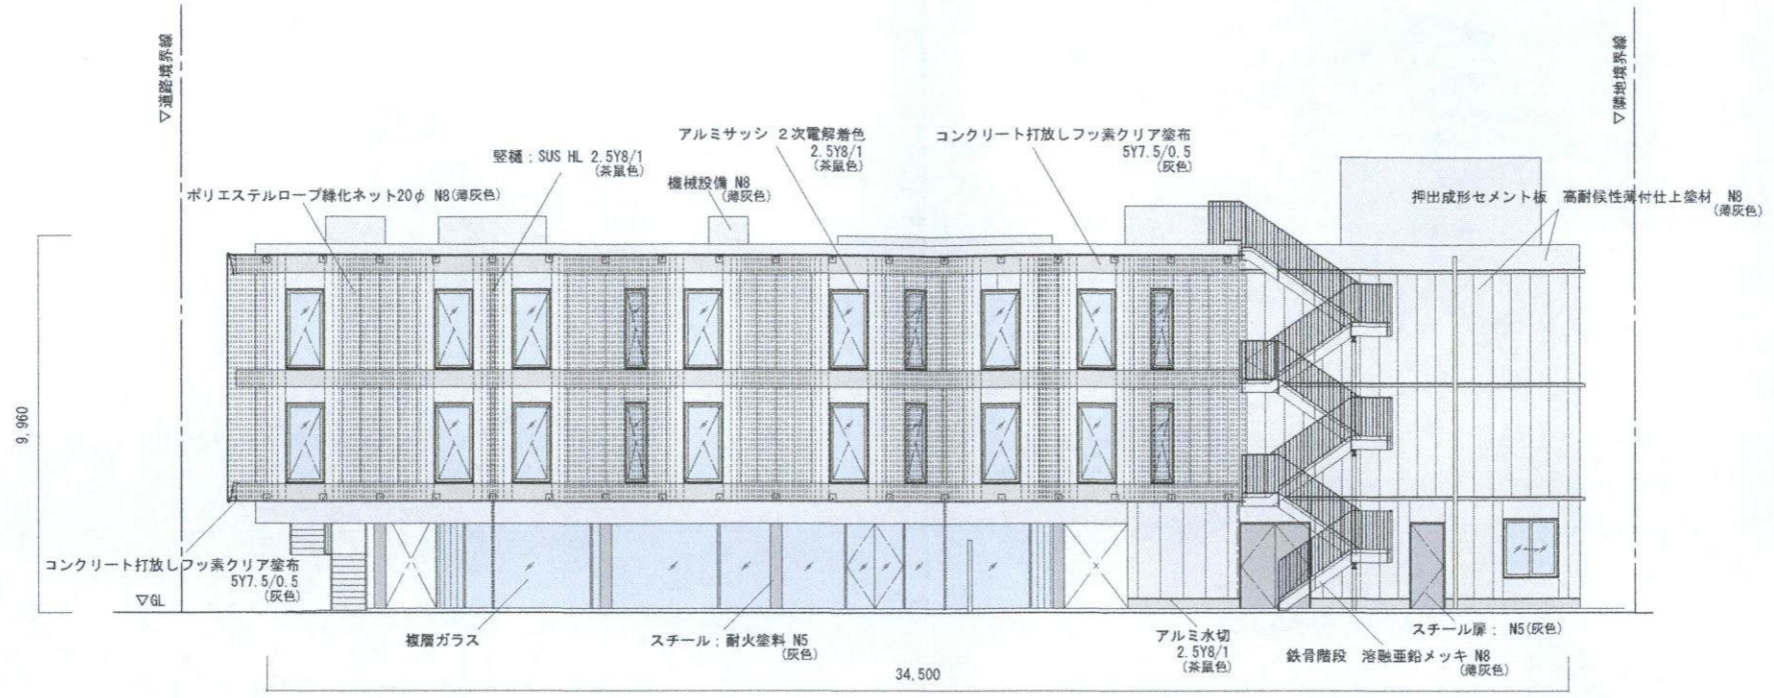 ▽道路境界線
▽隣地境界線
アルミサッシ 2次電解着色
2.5Y8/1
(茶鼠色)
コンクリート打放しフッ素クリア塗布
5Y7.5/0.5
(灰色)
竪樋：SUS HL 2.5Y8/1
(茶鼠色)
機械設備 N8
(薄灰色)
ポリエステルロープ緑化ネット20φ N8(薄灰色)
押出成形セメント板 高耐候性薄付仕上塗材 N8
(薄灰色)
9,960
コンクリート打放しフッ素クリア塗布
5Y7.5/0.5
(灰色)
▽GL
複層ガラス
スチール：耐火塗料 N5
(灰色)
アルミ水切
2.5Y8/1
(茶鼠色)
スチール扉： N5(灰色)
鉄骨階段 溶融亜鉛メッキ N8
(薄灰色)
34,500